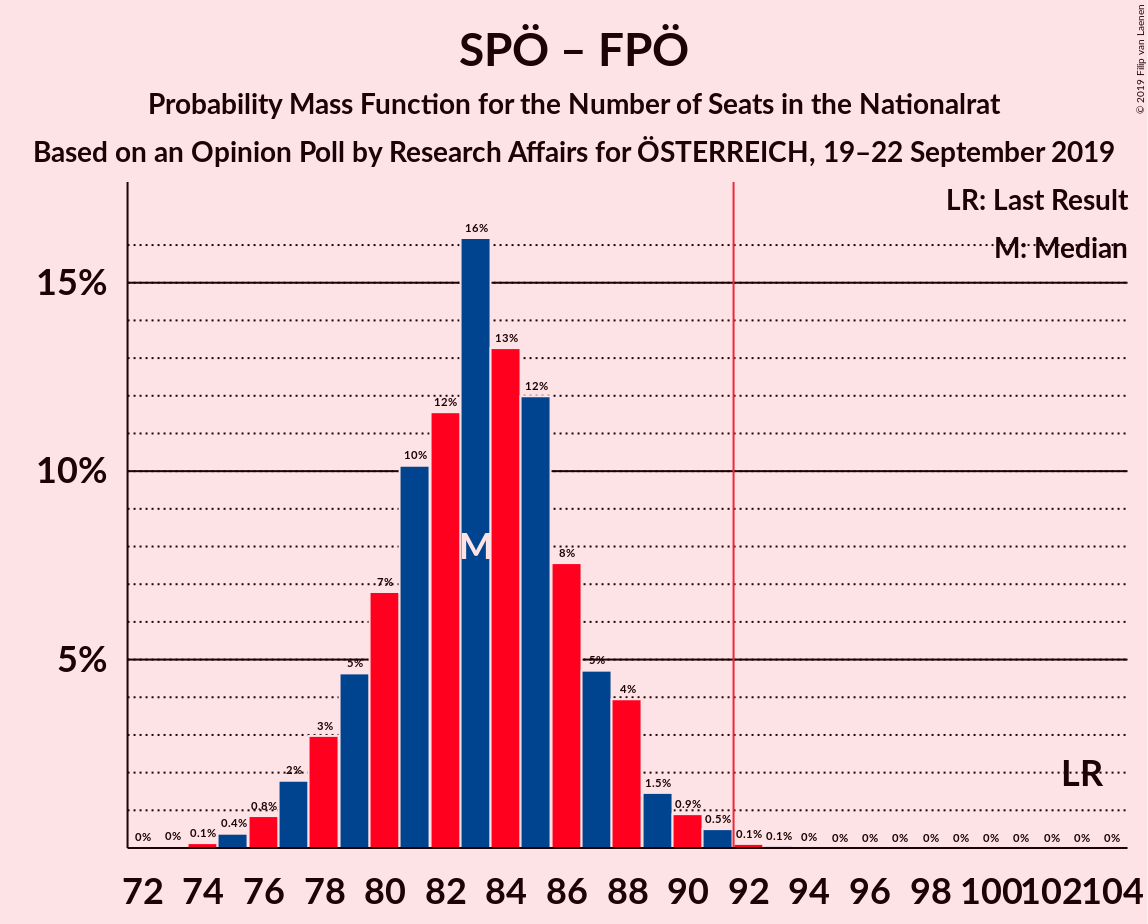 © 2019 Filip van Laenen
SPÖ – FPÖ
Probability Mass Function for the Number of Seats in the Nationalrat
Based on an Opinion Poll by Research Affairs for ÖSTERREICH, 19–22 September 2019
LR: Last Result
M: Median
15%
10%
5%
0% 0% 0.1% 0.4% 0.8% 2% 3% 5% 7% 10% 12% 16% 13% 12% 8% 5% 4% 1.5% 0.9% 0.5% 0.1% 0.1% 0% 0% 0% 0% 0% 0% 0% 0% 0% 0% 0%
M
LR
72 74 76 78 80 82 84 86 88 90 92 94 96 98 100 102 104